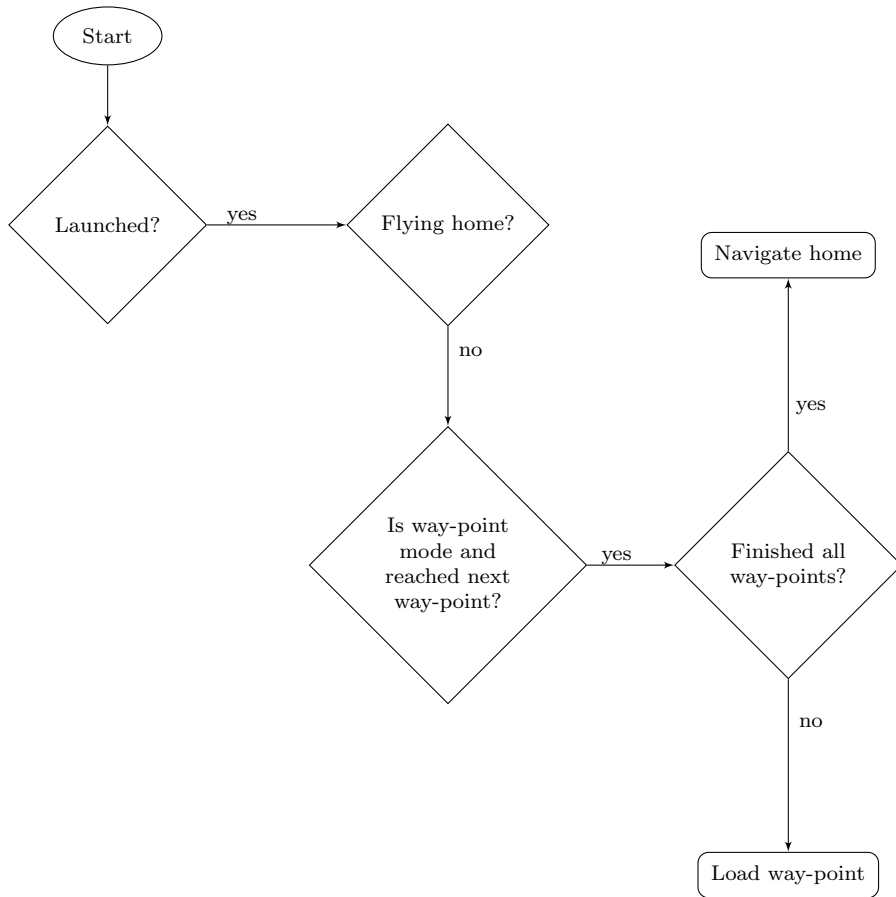 Start
Launched?
yes
Flying home?
no
Is way-point
mode and
reached next
way-point?
yes
Finished all
way-points?
yes
Navigate home
no
Load way-point